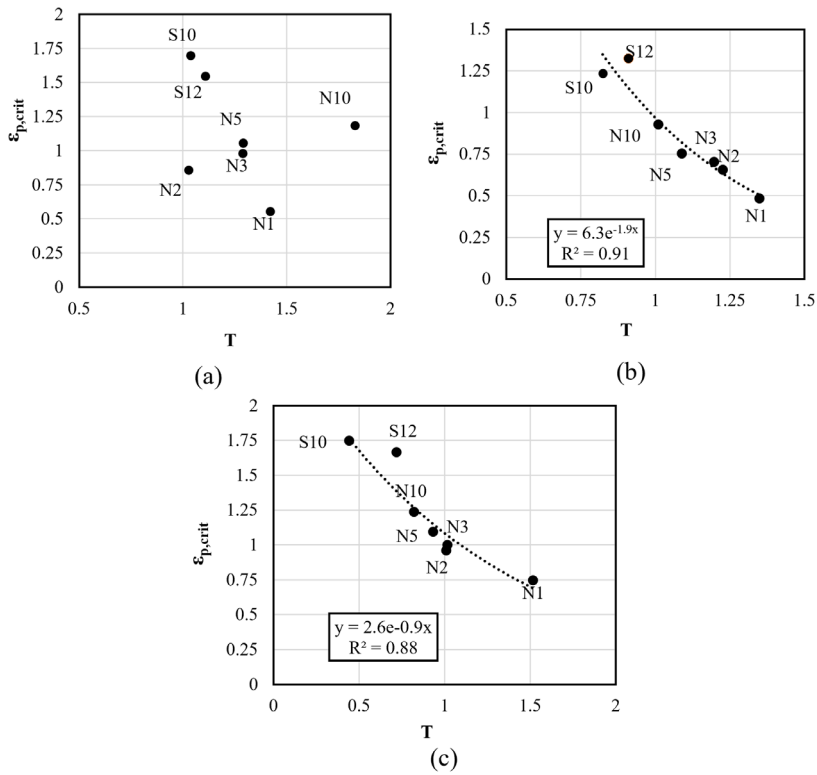 2
1.75
1.5
1.25
1
0.75
0.5
0.25
0
εp,crit
S10
S12
N10
N5
N3
N2
N1
0.5
1
1.5
2
T
(a)
1.5
1.25
1
0.75
0.5
0.25
0
εp,crit
S12
S10
N10
N3
N2
N5
N1
y = 6.3e-1.9x
R² = 0.91
0.5
0.75
1
1.25
1.5
T
(b)
2
1.75
1.5
1.25
1
0.75
0.5
0.25
0
εp,crit
S12
S10
N10
N3
N5
N2
N1
y = 2.6e-0.9x
R² = 0.88
0
0.5
1
1.5
2
T
(c)